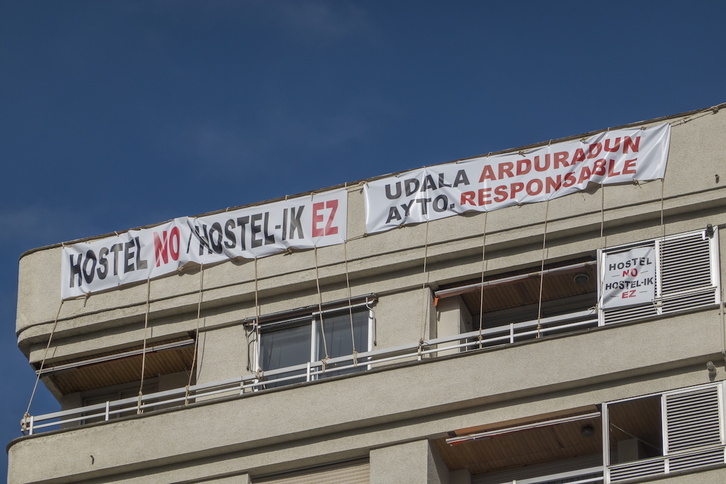 HOSTEL NO / HOSTEL-IK EZ
UDALA ARDURADUN
AYTO. RESPONSABLE
HOSTEL
NO
HOSTEL-IK
EZ